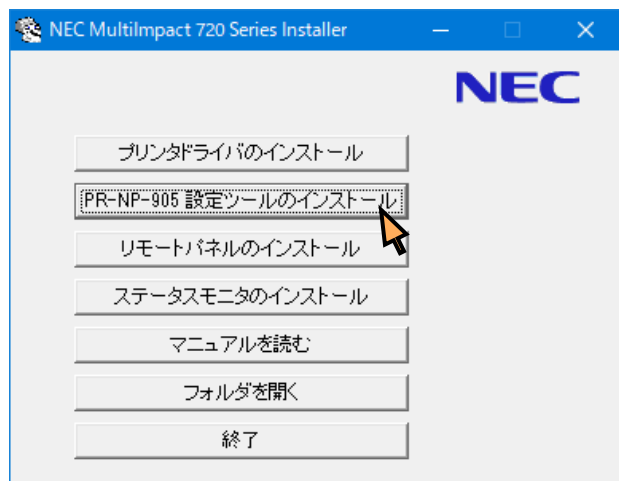 NEC MultiImpact 720 Series Installer
NEC
プリンタドライバのインストール
PR-NP-905 設定ツールのインストール
リモートパネルのインストール
ステータスモニタのインストール
マニュアルを読む
フォルダを開く
終了